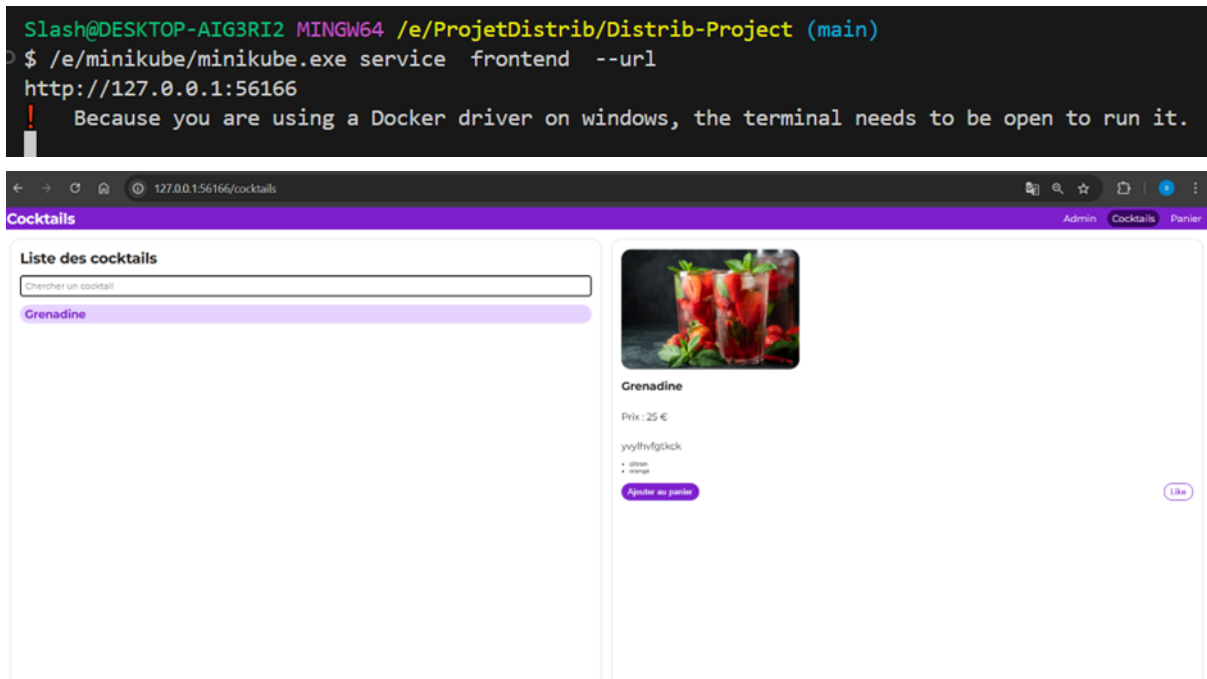 Slash@DESKTOP-AIG3RI2 MINGW64 /e/ProjetDistrib/Distrib-Project (main)
$ /e/minikube/minikube.exe service  frontend  --url
http://127.0.0.1:56166
!   Because you are using a Docker driver on windows, the terminal needs to be open to run it.
127.0.0.1:56166/cocktails
Cocktails
Admin Cocktails Panier
Liste des cocktails
Chercher un cocktail
Grenadine
Grenadine
Prix : 25 €
yvylhvfgtkck
citron
orange
Ajouter au panier
Like